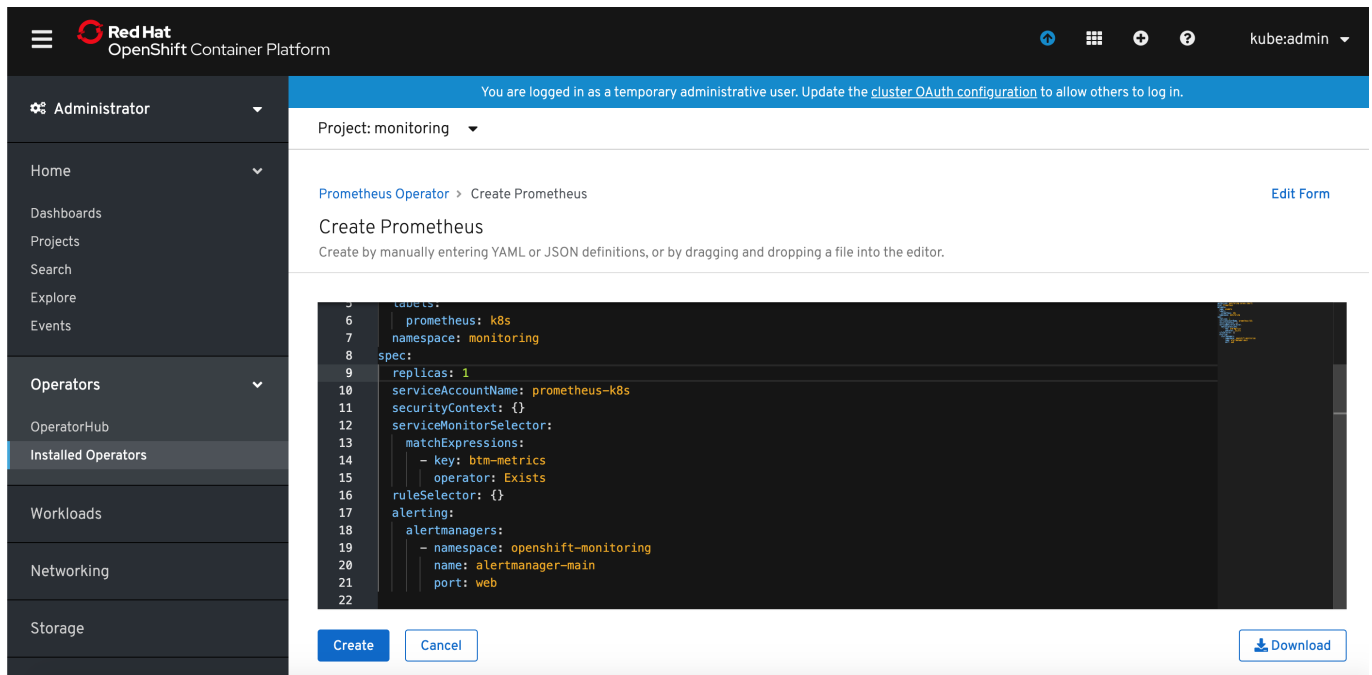 Red Hat
OpenShift Container Platform
kube:admin
Administrator
You are logged in as a temporary administrative user. Update the cluster OAuth configuration to allow others to log in.
Project: monitoring
Home
Dashboards
Projects
Search
Explore
Events
Operators
OperatorHub
Installed Operators
Workloads
Networking
Storage
Prometheus Operator > Create Prometheus
Edit Form
Create Prometheus
Create by manually entering YAML or JSON definitions, or by dragging and dropping a file into the editor.
5 labels:
6 prometheus: k8s
7 namespace: monitoring
8 spec:
9 replicas: 1
10 serviceAccountName: prometheus-k8s
11 securityContext: {}
12 serviceMonitorSelector:
13 matchExpressions:
14 - key: btm-metrics
15 operator: Exists
16 ruleSelector: {}
17 alerting:
18 alertmanagers:
19 - namespace: openshift-monitoring
20 name: alertmanager-main
21 port: web
22
Create
Cancel
Download